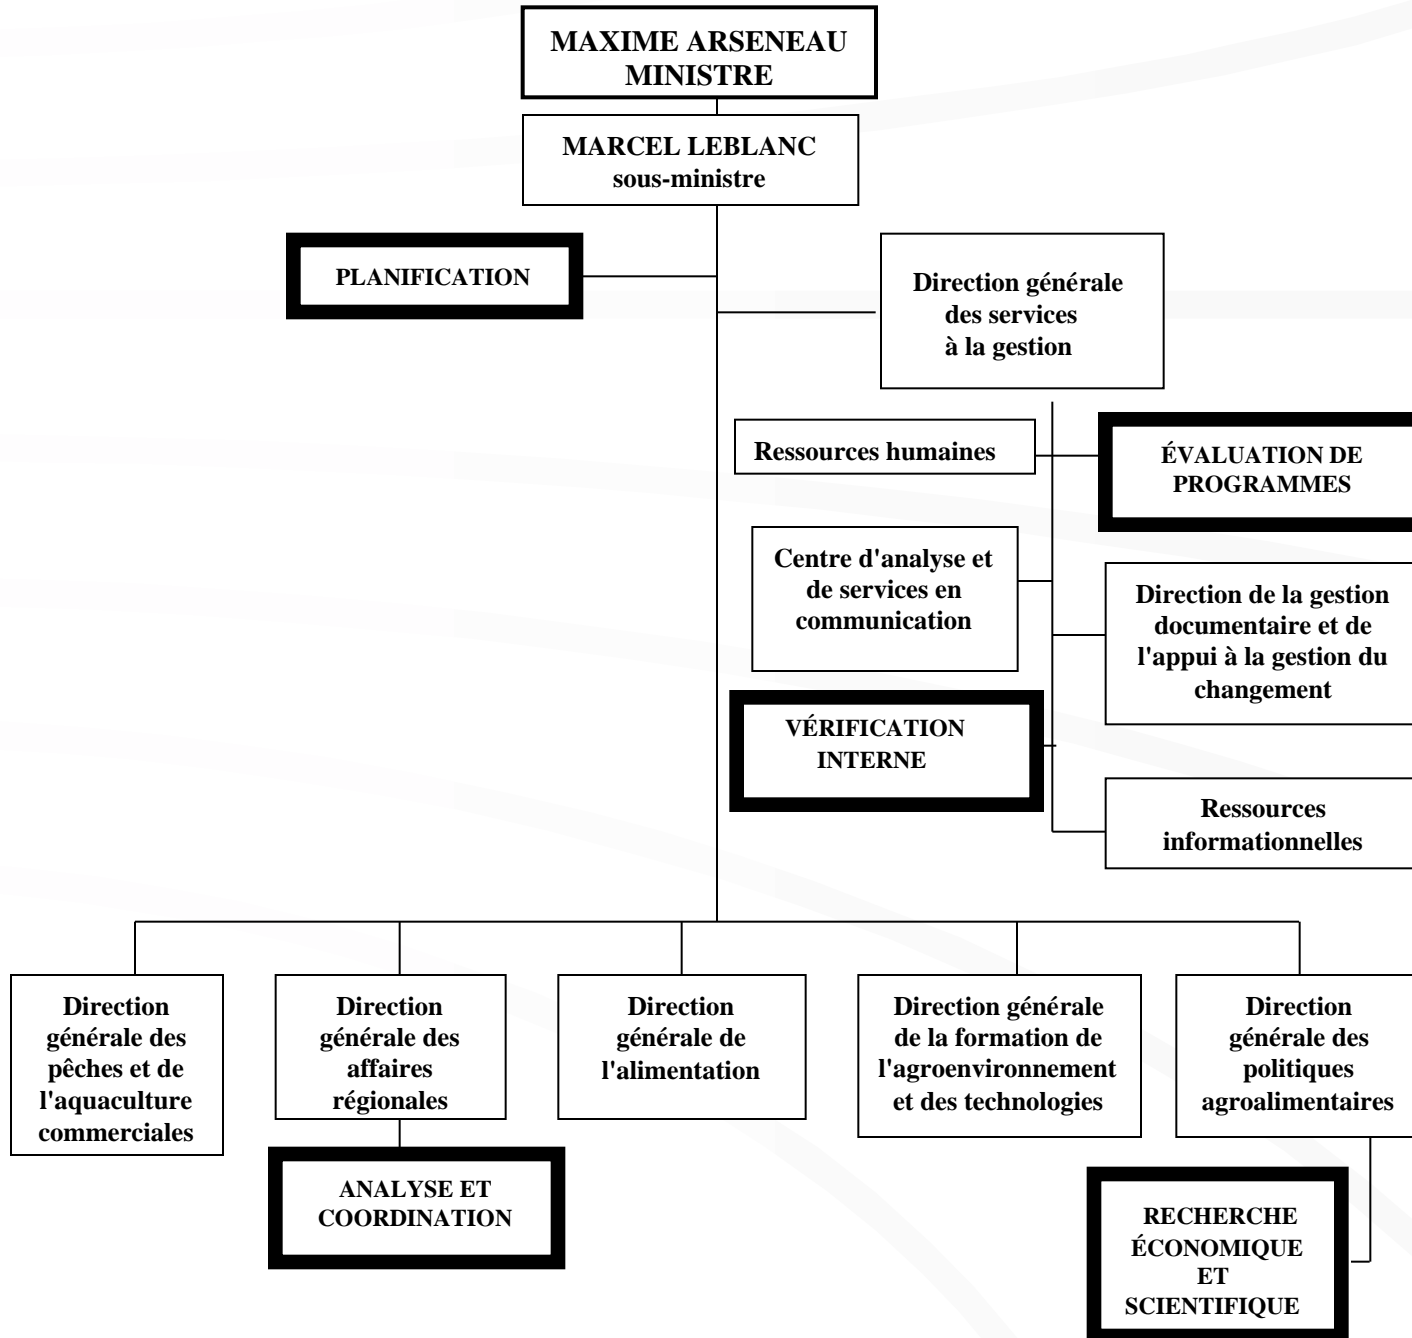 MAXIME ARSENEAU
MINISTRE
MARCEL LEBLANC
sous-ministre
PLANIFICATION
Direction générale
des services
à la gestion
Ressources humaines
ÉVALUATION DE
PROGRAMMES
Centre d'analyse et
de services en
communication
Direction de la gestion
documentaire et de
l'appui à la gestion du
changement
VÉRIFICATION
INTERNE
Ressources
informationnelles
Direction
générale des
pêches et de
l'aquaculture
commerciales
Direction
générale des
affaires
régionales
Direction
générale de
l'alimentation
Direction générale
de la formation de
l'agroenvironnement
et des technologies
Direction
générale des
politiques
agroalimentaires
ANALYSE ET
COORDINATION
RECHERCHE
ÉCONOMIQUE
ET
SCIENTIFIQUE